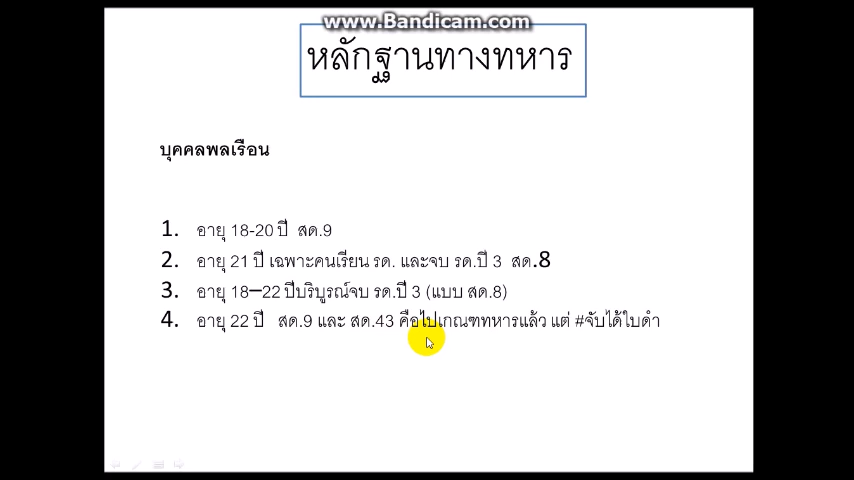 www.Bandicam.com
หลักฐานทางทหาร
บุคคลพลเรือน
1. อายุ 18-20 ปี สด.9
2. อายุ 21 ปี เฉพาะคนเรียน รด. และจบ รด.ปี 3 สด.8
3. อายุ 18–22 ปีบริบูรณ์จบ รด.ปี 3 (แบบ สด.8)
4. อายุ 22 ปี สด.9 และ สด.43 คือไปเกณฑทหารแล้ว แต่ #จับได้ใบดำ